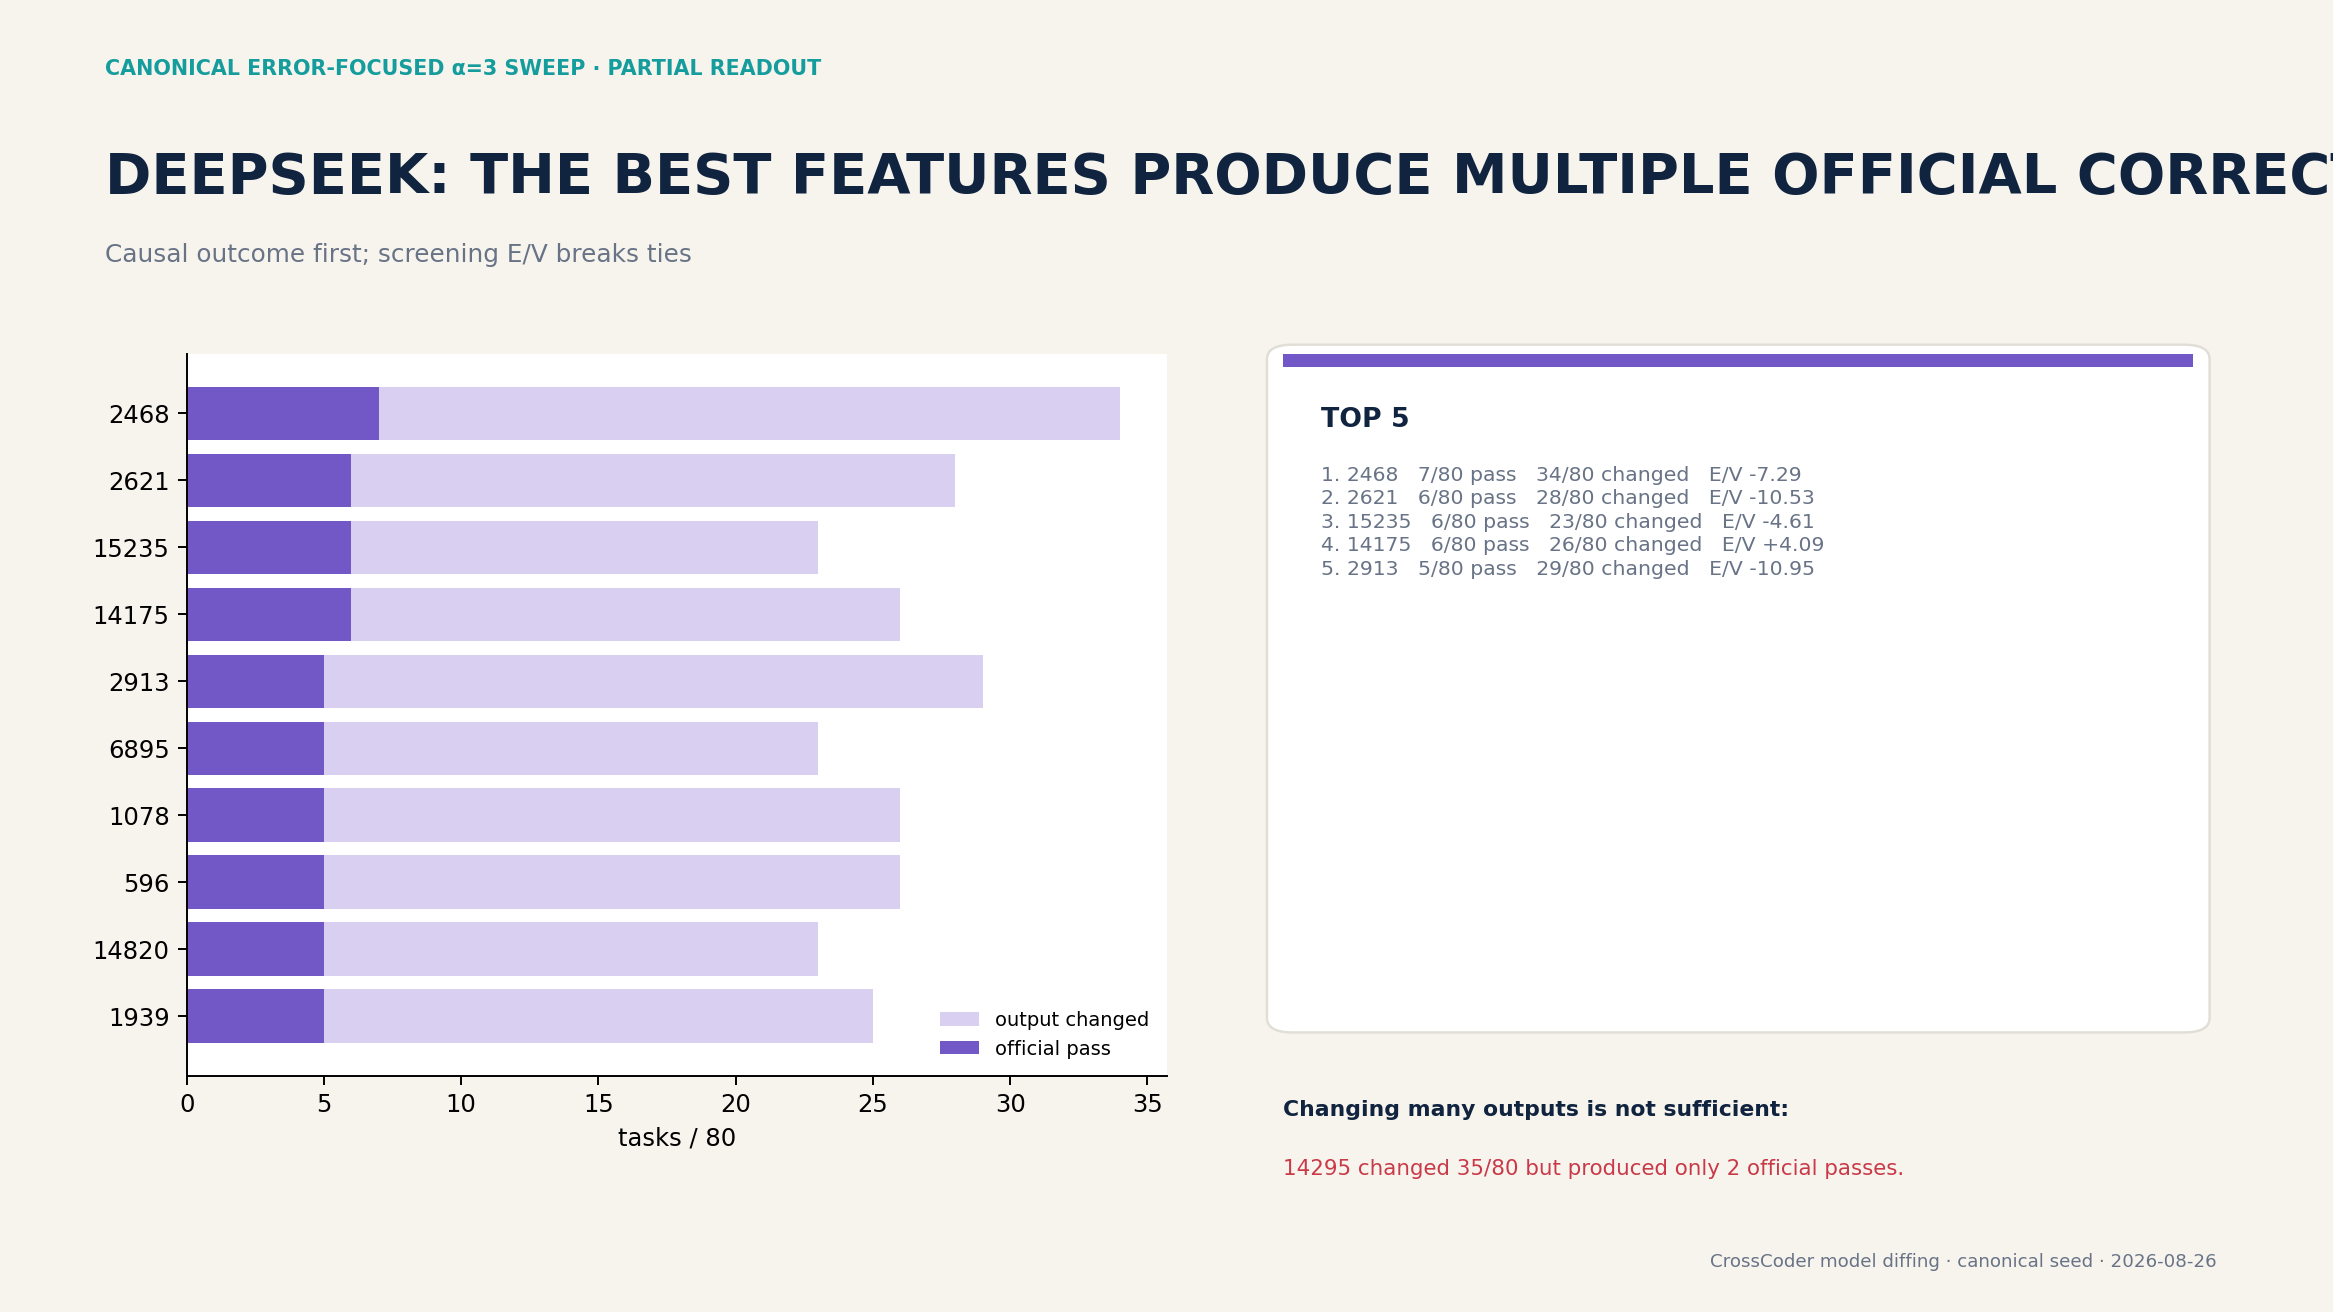 CANONICAL ERROR-FOCUSED α=3 SWEEP · PARTIAL READOUT
DEEPSEEK: THE BEST FEATURES PRODUCE MULTIPLE OFFICIAL CORRECT
Causal outcome first; screening E/V breaks ties
2468
2621
15235
14175
2913
6895
1078
596
14820
1939
output changed
official pass
0 5 10 15 20 25 30 35
tasks / 80
TOP 5
1. 2468 7/80 pass 34/80 changed E/V -7.29
2. 2621 6/80 pass 28/80 changed E/V -10.53
3. 15235 6/80 pass 23/80 changed E/V -4.61
4. 14175 6/80 pass 26/80 changed E/V +4.09
5. 2913 5/80 pass 29/80 changed E/V -10.95
Changing many outputs is not sufficient:
14295 changed 35/80 but produced only 2 official passes.
CrossCoder model diffing · canonical seed · 2026-08-26